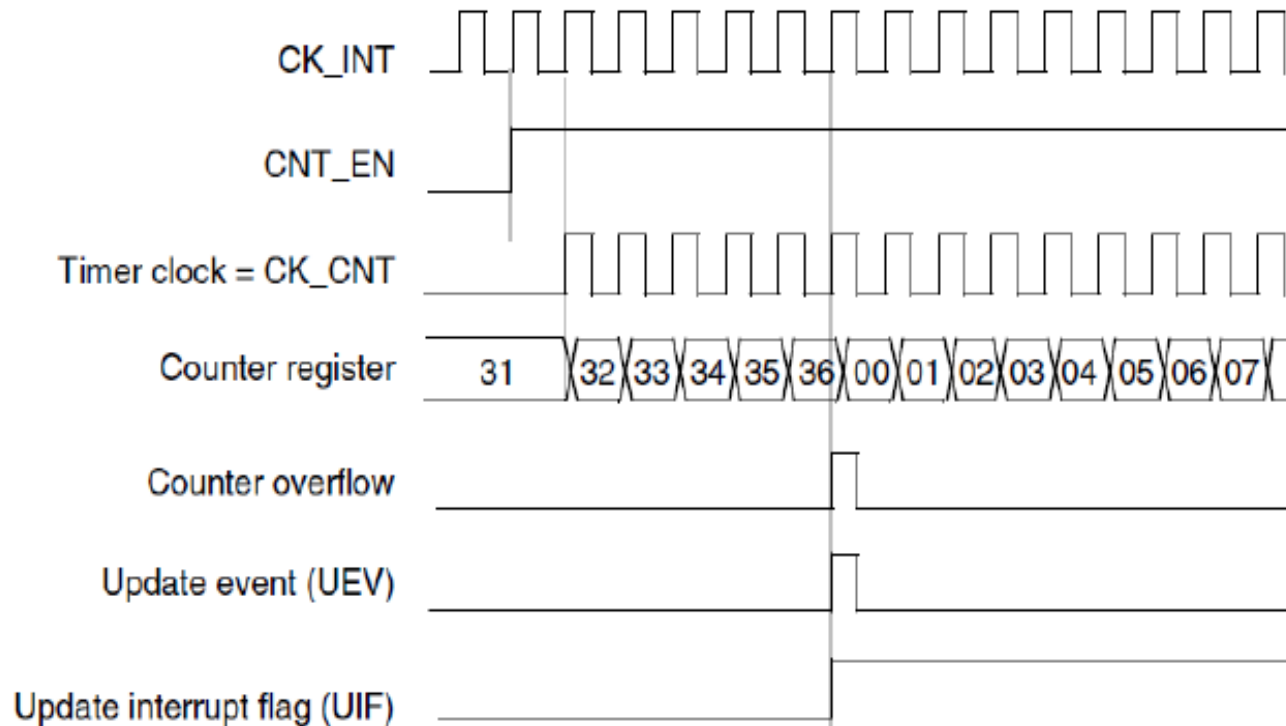 CK_INT
CNT_EN
Timer clock = CK_CNT
Counter register 31 32 33 34 35 36 00 01 02 03 04 05 06 07
Counter overflow
Update event (UEV)
Update interrupt flag (UIF)